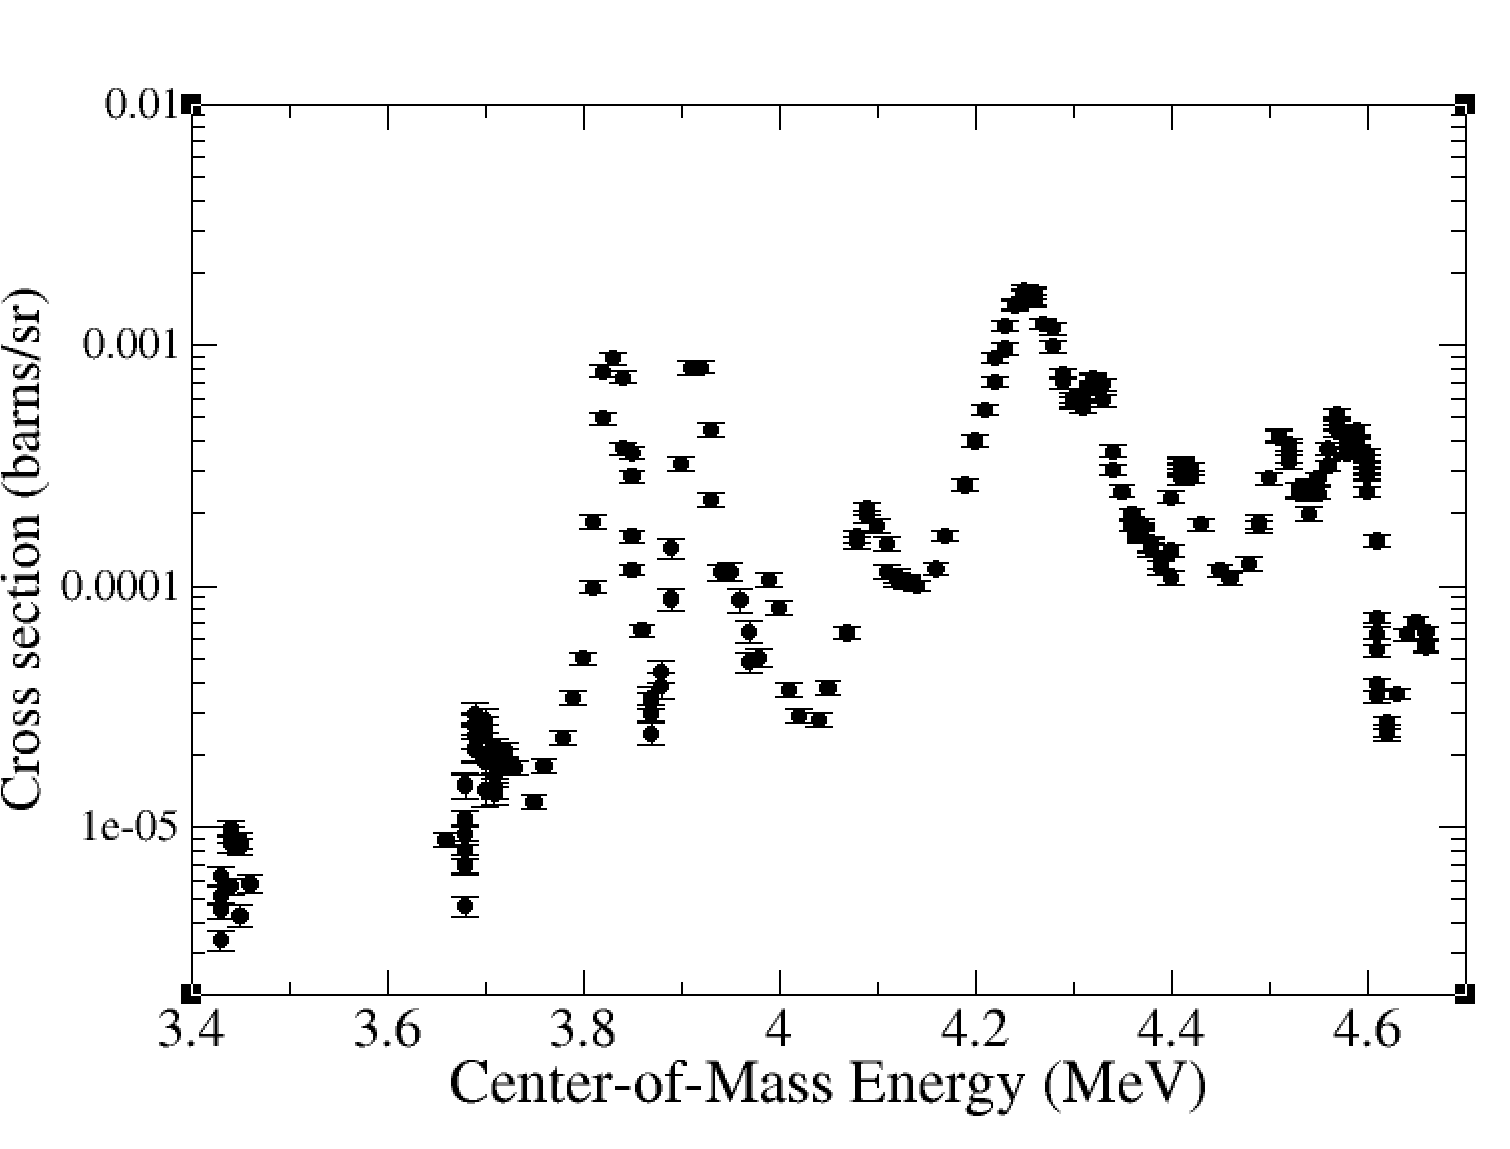 0.01
0.001
0.0001
1e-05
Cross section (barns/sr)
3.4 3.6 3.8 4 4.2 4.4 4.6
Center-of-Mass Energy (MeV)